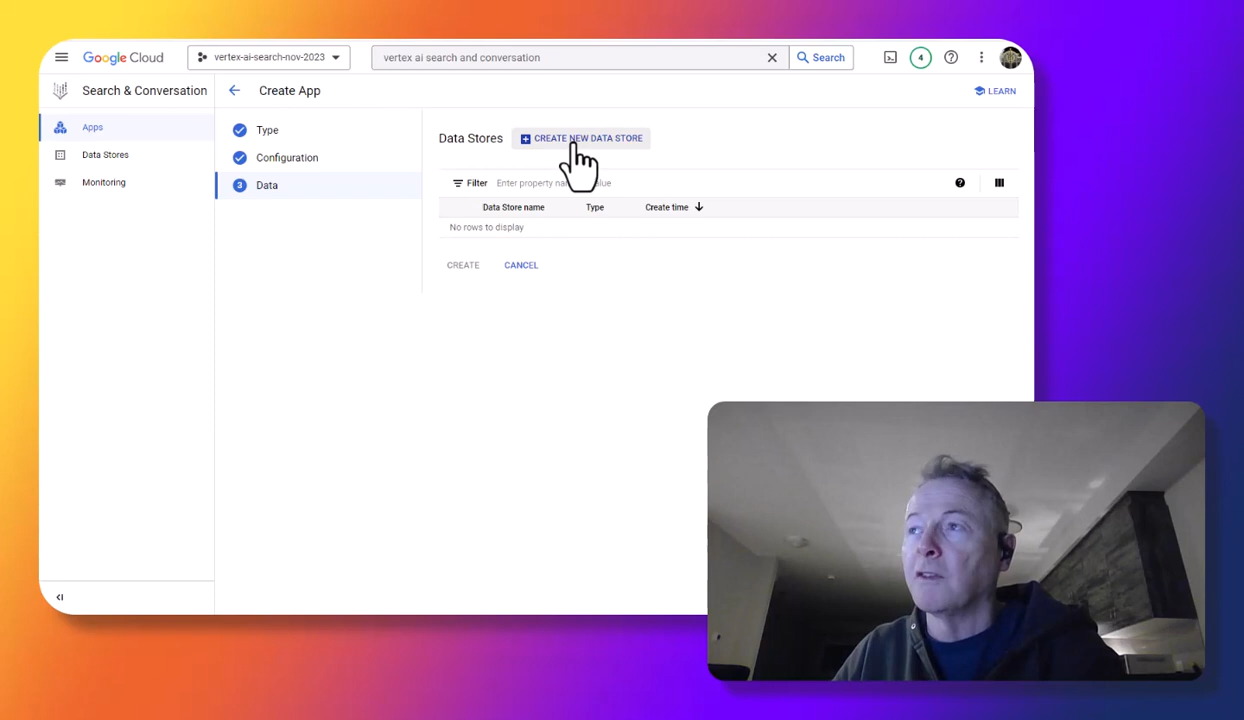 Google Cloud
vertex-ai-search-nov-2023
vertex ai search and conversation
Search
4
Search & Conversation
Create App
LEARN
Apps
Data Stores
Monitoring
Type
Configuration
3 Data
Data Stores
CREATE NEW DATA STORE
Filter Enter property
Data Store name Type Create time
No rows to display
CREATE CANCEL